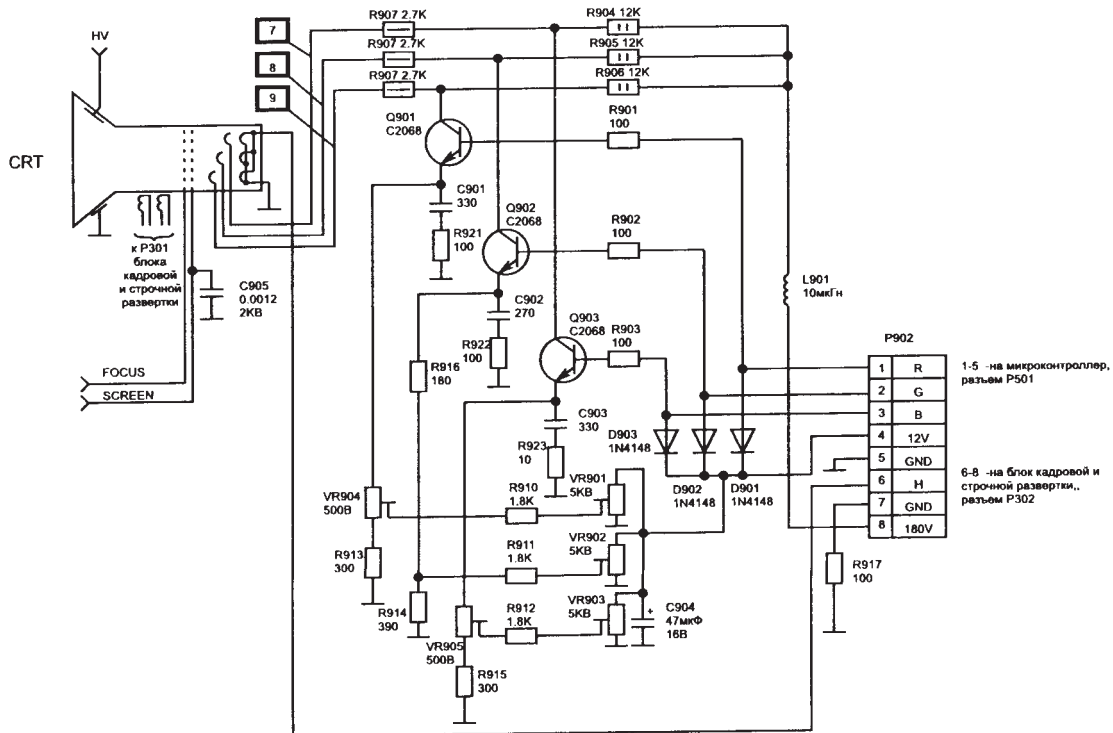 HV
7
8
9
R907 2.7K
R907 2.7K
R907 2.7K
R904 12K
R905 12K
R906 12K
Q901
C2068
R901
100
CRT
C901
330
R921
100
Q902
C2068
R902
100
к P301
блока
кадровой
и строчной
развертки
C905
0.0012
2KB
L901
10мкГн
C902
270
R922
100
Q903
C2068
R903
100
P902
R916
180
FOCUS
SCREEN
1 R
2 G
3 B
4 12V
5 GND
6 H
7 GND
8 180V
1-5 -на микроконтроллер,
разъем P501
6-8 -на блок кадровой и
строчной развертки,,
разъем P302
C903
330
R923
10
D903
1N4148
D902
1N4148
D901
1N4148
VR904
500B
R910
1.8K
VR901
5KB
R911
1.8K
VR902
5KB
R913
300
R914
390
R912
1.8K
VR903
5KB
C904
+
47мкФ
16В
R917
100
VR905
500B
R915
300